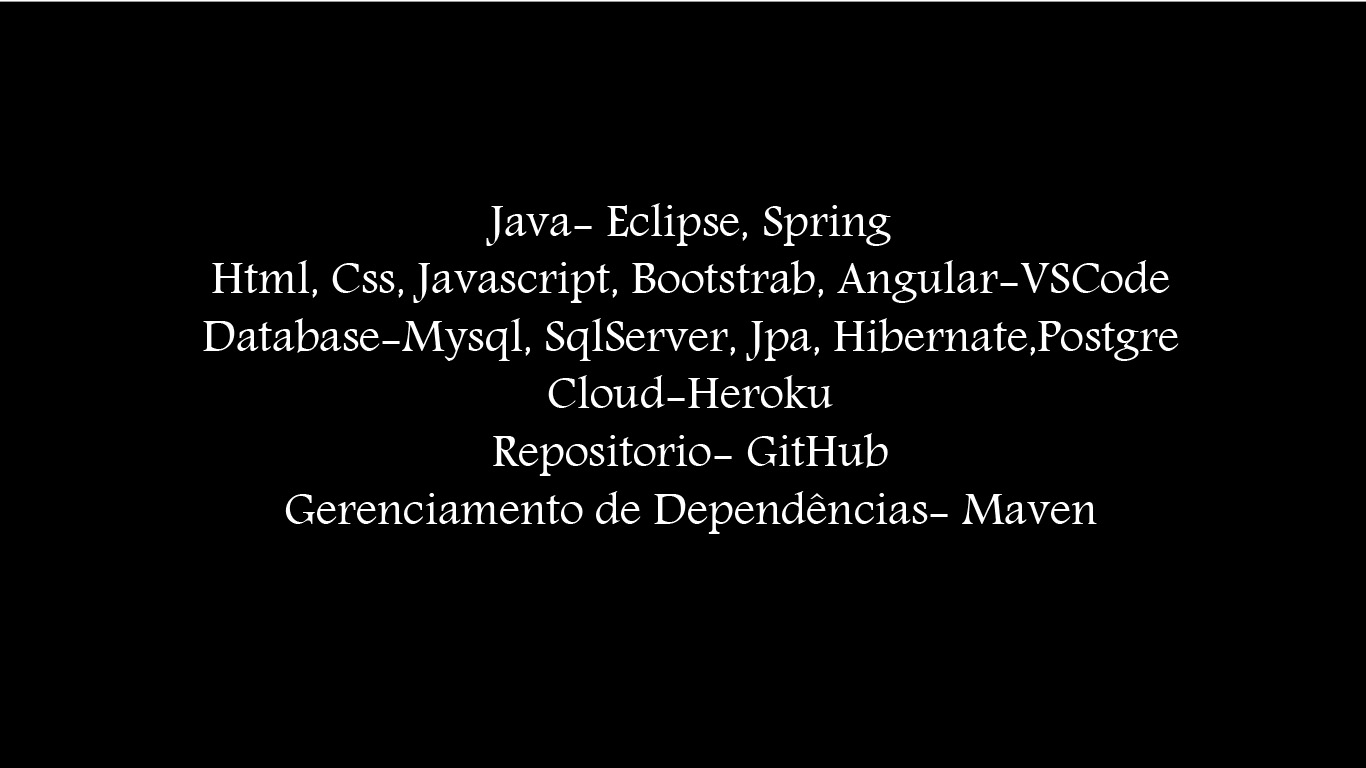 Java- Eclipse, Spring
Html, Css, Javascript, Bootstrab, Angular-VSCode
Database-Mysql, SqlServer, Jpa, Hibernate,Postgre
Cloud-Heroku
Repositorio- GitHub
Gerenciamento de Dependências- Maven